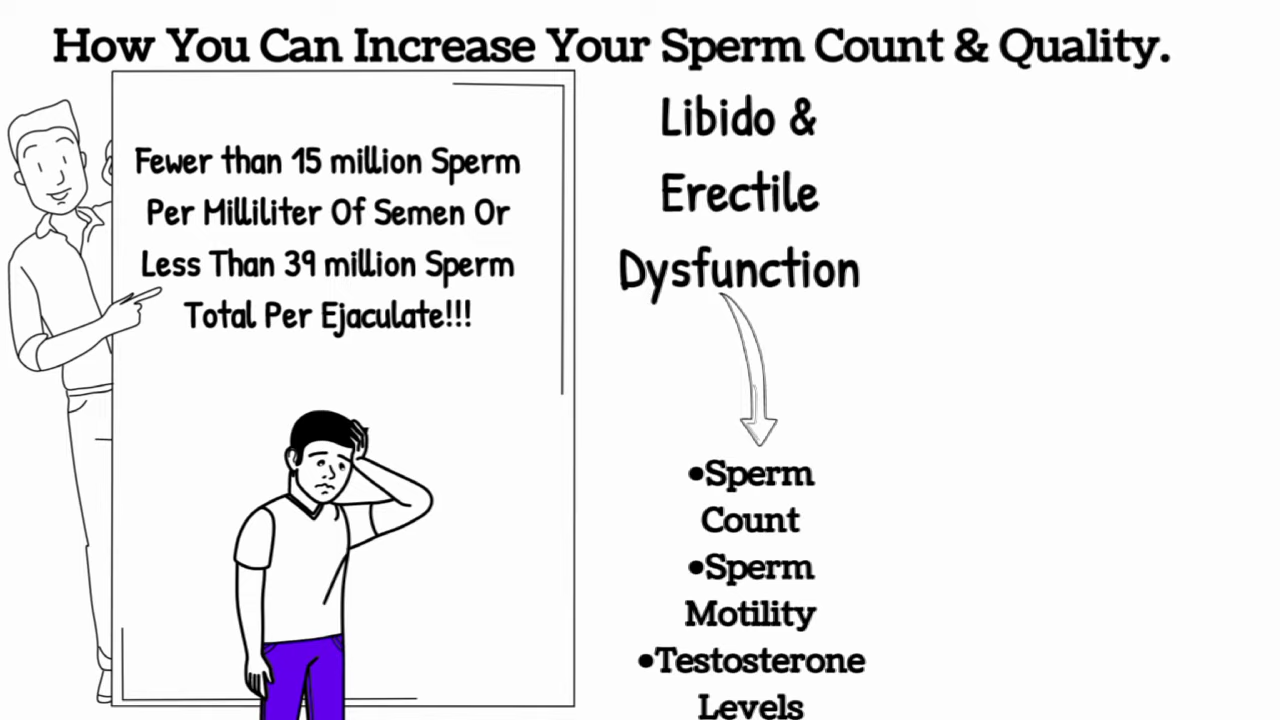 How You Can Increase Your Sperm Count & Quality.
Fewer than 15 million Sperm
Per Milliliter Of Semen Or
Less Than 39 million Sperm
Total Per Ejaculate!!!
Libido &
Erectile
Dysfunction
•Sperm
Count
•Sperm
Motility
•Testosterone
Levels